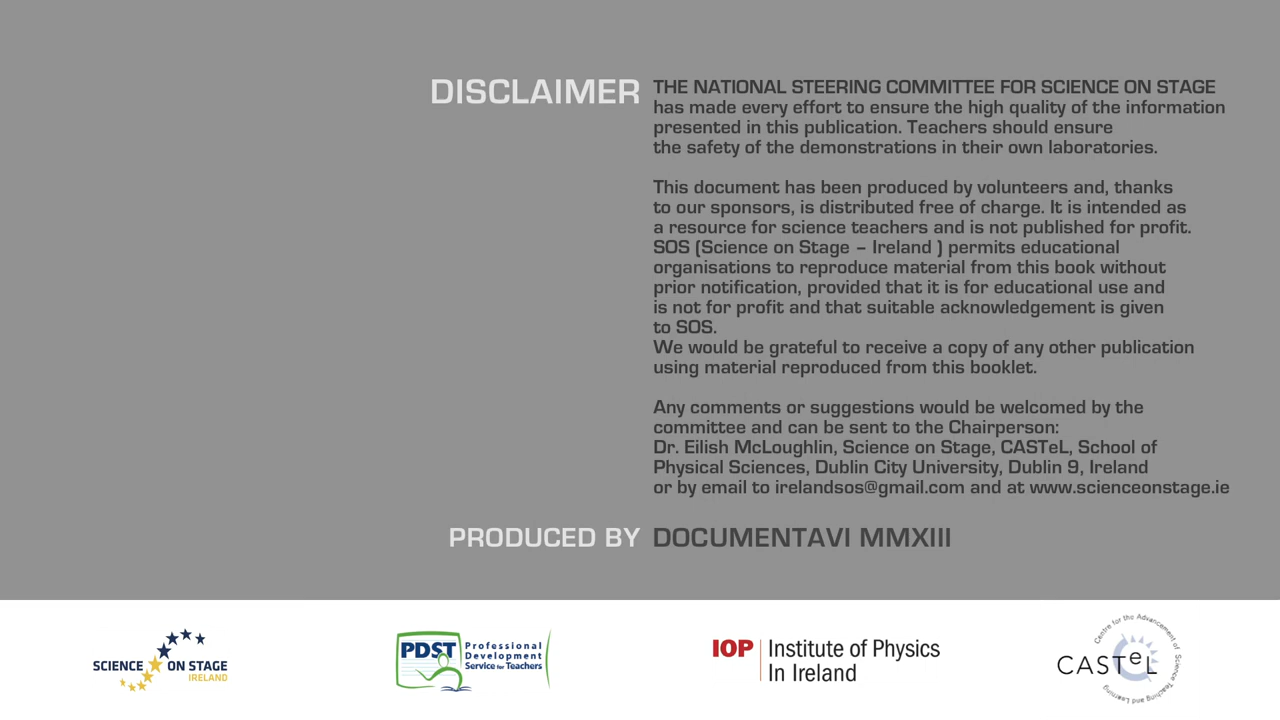 DISCLAIMER
THE NATIONAL STEERING COMMITTEE FOR SCIENCE ON STAGE
has made every effort to ensure the high quality of the information
presented in this publication. Teachers should ensure
the safety of the demonstrations in their own laboratories.
This document has been produced by volunteers and, thanks
to our sponsors, is distributed free of charge. It is intended as
a resource for science teachers and is not published for profit.
SOS (Science on Stage – Ireland ) permits educational
organisations to reproduce material from this book without
prior notification, provided that it is for educational use and
is not for profit and that suitable acknowledgement is given
to SOS.
We would be grateful to receive a copy of any other publication
using material reproduced from this booklet.
Any comments or suggestions would be welcomed by the
committee and can be sent to the Chairperson:
Dr. Eilish McLoughlin, Science on Stage, CASTeL, School of
Physical Sciences, Dublin City University, Dublin 9, Ireland
or by email to irelandsos@gmail.com and at www.scienceonstage.ie
PRODUCED BY DOCUMENTAVI MMXIII
SCIENCE ON STAGE
IRELAND
PDST
Professional
Development
Service for Teachers
IOP
Institute of Physics
In Ireland
CASTeL
Centre for the Advancement of Science Teaching and Learning